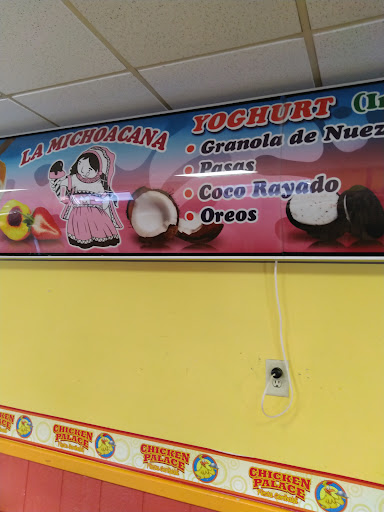 LA MICHOACANA
YOGHURT
• Granola de Nuez
• Pasas
• Coco Rayado
• Oreos
CHICKEN
PALACE
CHICKEN
PALACE
CHICKEN
PALACE
CHICKEN
PALACE